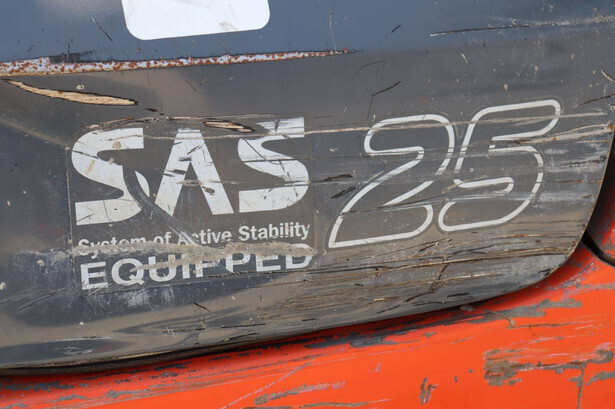 SAS
System of Active Stability
EQUIPPED
25